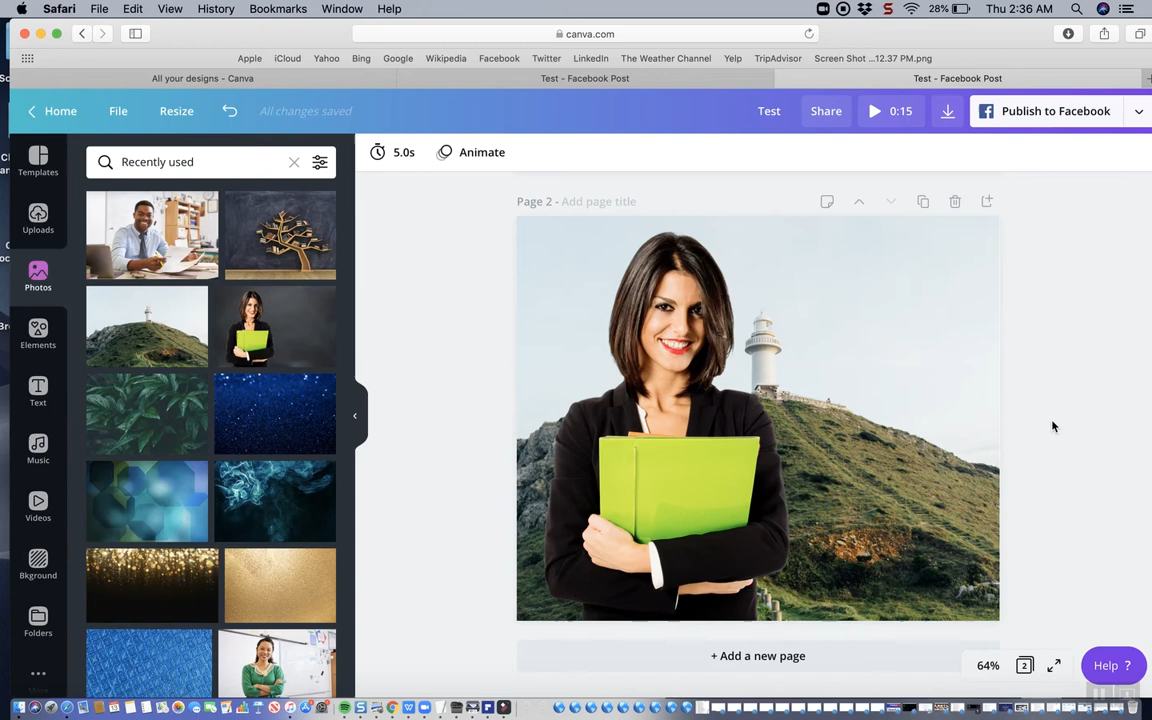 Safari File Edit View History Bookmarks Window Help 28% Thu 2:36 AM
canva.com
Apple iCloud Yahoo Bing Google Wikipedia Facebook Twitter LinkedIn The Weather Channel Yelp TripAdvisor Screen Shot ...12.37 PM.png
All your designs - Canva Test - Facebook Post Test - Facebook Post
Home File Resize All changes saved Test Share 0:15 Publish to Facebook
Templates
Uploads
Photos
Elements
Text
Music
Videos
Bkground
Folders
More
Recently used
5.0s Animate
Page 2 - Add page title
+ Add a new page
64% 2 Help ?